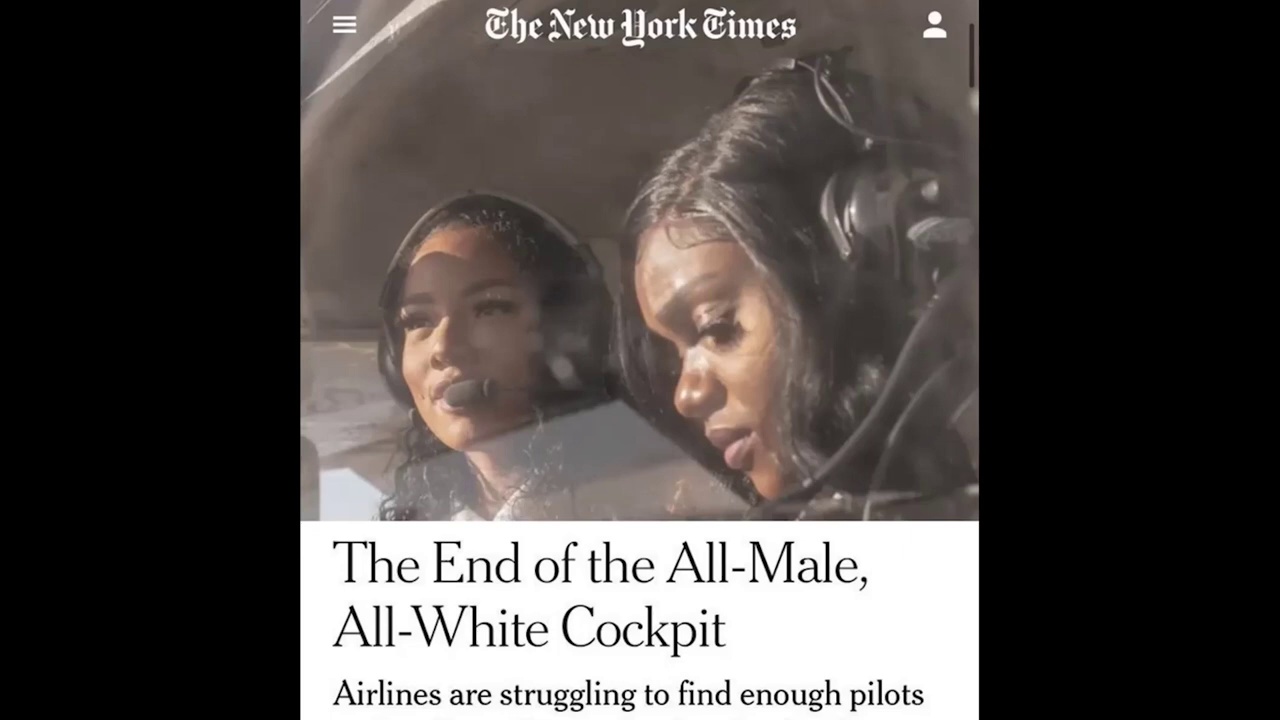 The New York Times
The End of the All-Male,
All-White Cockpit
Airlines are struggling to find enough pilots